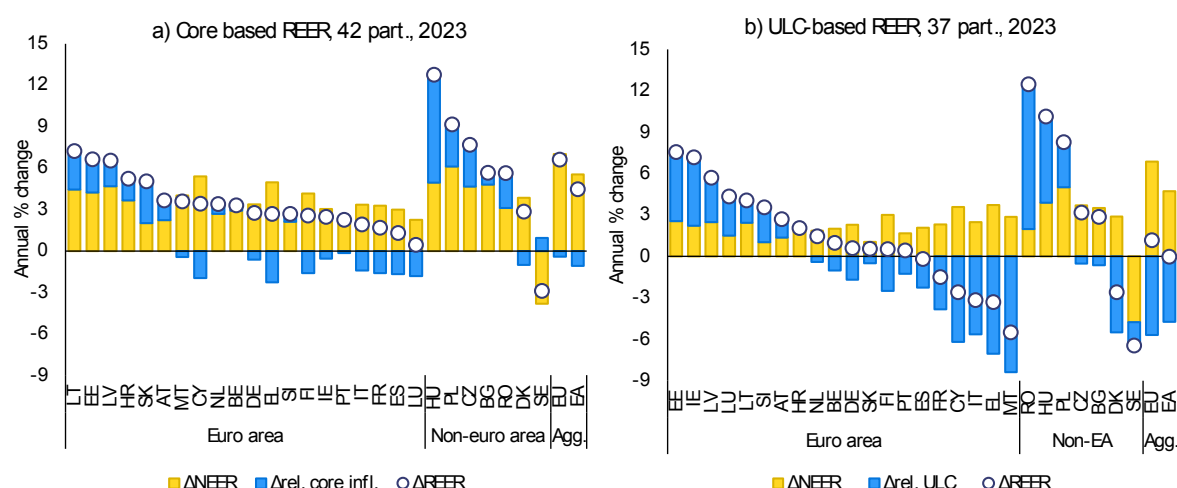 a) Core based REER, 42 part., 2023
15
12
9
6
3
0
-3
-6
-9
Annual % change
LT EE LV HR SK AT MT CY NL BE DE EL SI FI IE PT IT FR ES LU HU PL CZ BG RO DK SE EU EA
Euro area Non-euro area Agg.
ΔNEER Δrel. core infl. ΔREER
b) ULC-based REER, 37 part., 2023
15
12
9
6
3
0
-3
-6
-9
Annual % change
EE IE LV LU LT SI AT HR NL BE DE SK FI PT ES FR CY IT EL MT RO HU PL CZ BG DK SE EU EA
Euro area Non-EA Agg.
ΔNEER Δrel. ULC ΔREER